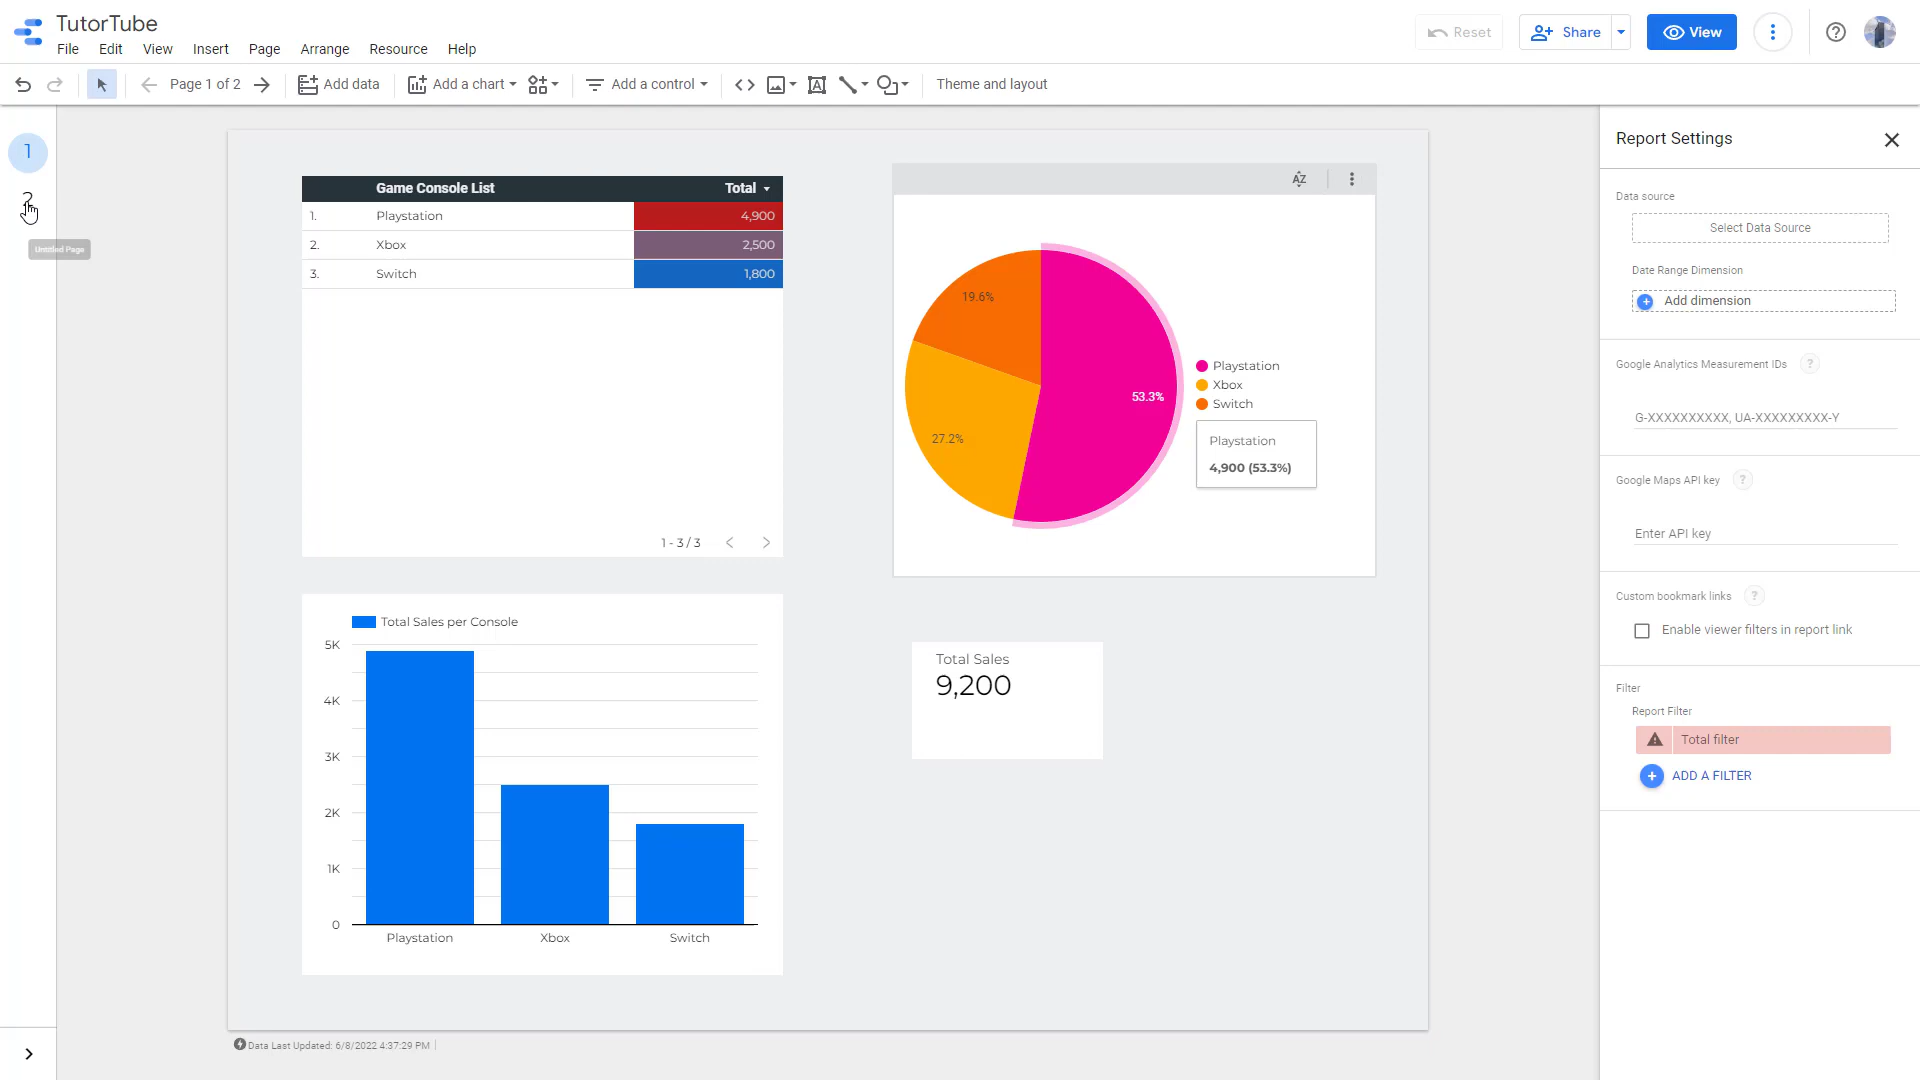 TutorTube
File Edit View Insert Page Arrange Resource Help
Reset
Share
View
Page 1 of 2
Add data
Add a chart
Add a control
Theme and layout
1
2
Untitled Page
Game Console List Total
1. Playstation 4,900
2. Xbox 2,500
3. Switch 1,800
1 - 3 / 3
AZ
19.6%
53.3%
27.2%
Playstation
Xbox
Switch
Playstation
4,900 (53.3%)
Total Sales per Console
5K
4K
3K
2K
1K
0
Playstation Xbox Switch
Total Sales
9,200
Data Last Updated: 6/8/2022 4:37:29 PM
Report Settings
Data source
Select Data Source
Date Range Dimension
Add dimension
Google Analytics Measurement IDs
G-XXXXXXXXXX, UA-XXXXXXXXX-Y
Google Maps API key
Enter API key
Custom bookmark links
Enable viewer filters in report link
Filter
Report Filter
Total filter
ADD A FILTER